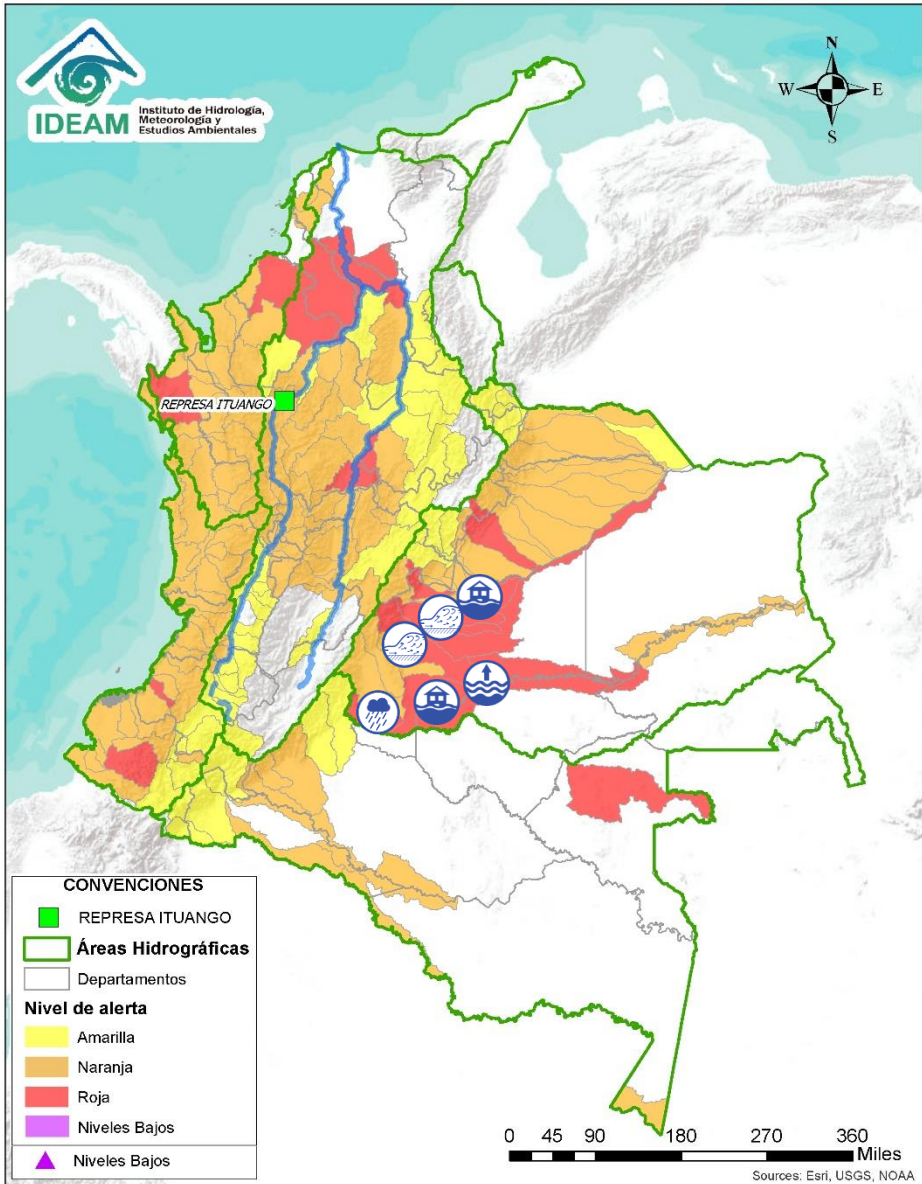 IDEAM
Instituto de Hidrología,
Meteorología y
Estudios Ambientales
N
W
E
S
REPRESA ITUANGO
CONVENCIONES
REPRESA ITUANGO
Áreas Hidrográficas
Departamentos
Nivel de alerta
Amarilla
Naranja
Roja
Niveles Bajos
Niveles Bajos
0 45 90 180 270 360
Miles
Sources: Esri, USGS, NOAA